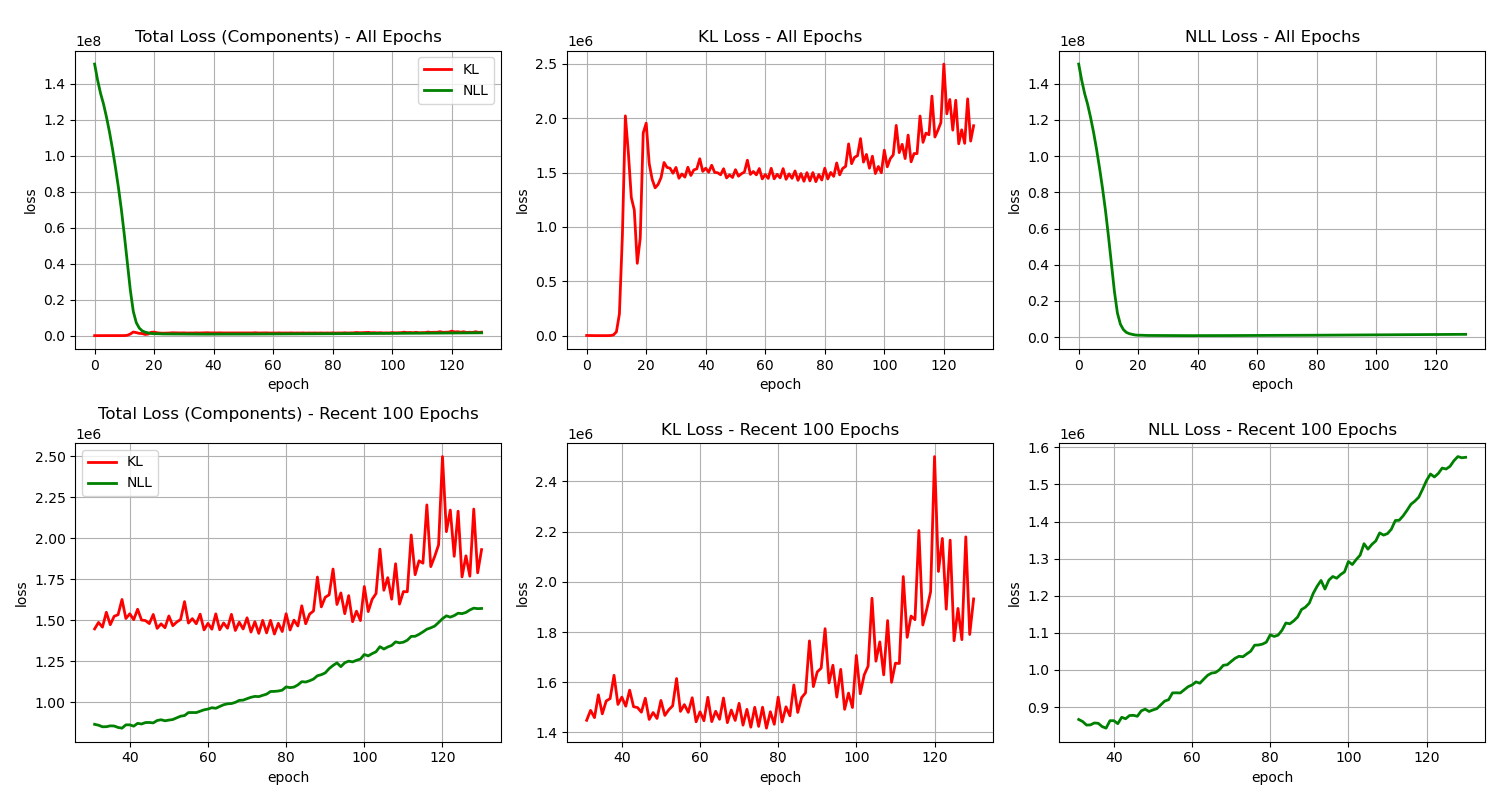 Total Loss (Components) - All Epochs
1e8
KL
NLL
1.4
1.2
1.0
0.8
0.6
0.4
0.2
0.0
loss
0 20 40 60 80 100 120
epoch
KL Loss - All Epochs
1e6
2.5
2.0
1.5
1.0
0.5
0.0
loss
0 20 40 60 80 100 120
epoch
NLL Loss - All Epochs
1e8
1.4
1.2
1.0
0.8
0.6
0.4
0.2
0.0
loss
0 20 40 60 80 100 120
epoch
Total Loss (Components) - Recent 100 Epochs
1e6
KL
NLL
2.50
2.25
2.00
1.75
1.50
1.25
1.00
loss
40 60 80 100 120
epoch
KL Loss - Recent 100 Epochs
1e6
2.4
2.2
2.0
1.8
1.6
1.4
loss
40 60 80 100 120
epoch
NLL Loss - Recent 100 Epochs
1e6
1.6
1.5
1.4
1.3
1.2
1.1
1.0
0.9
loss
40 60 80 100 120
epoch